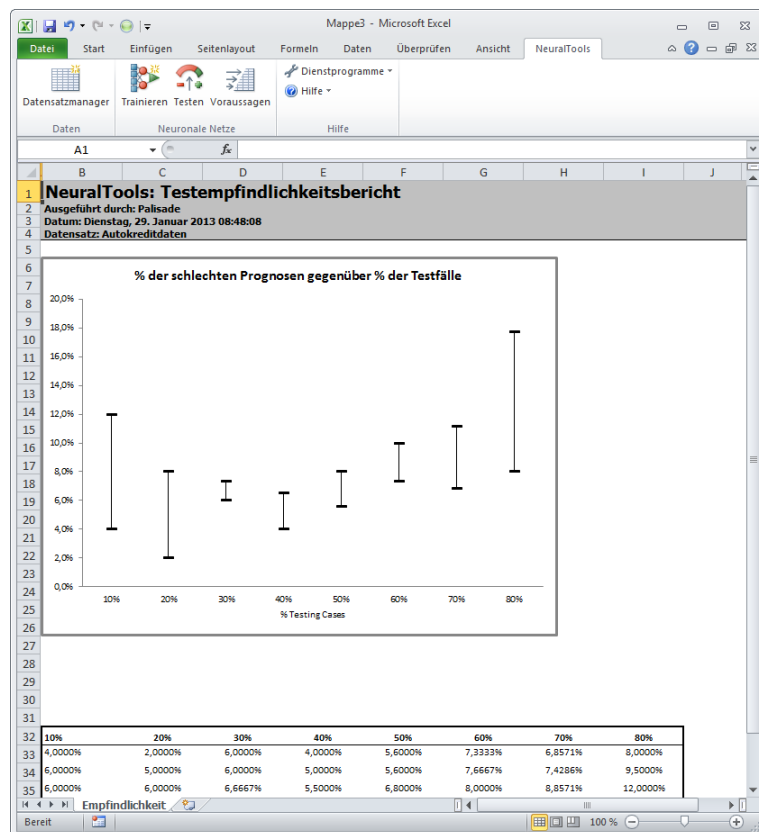 Mappe3 - Microsoft Excel
Datei Start Einfügen Seitenlayout Formeln Daten Überprüfen Ansicht NeuralTools
Datensatzmanager Trainieren Testen Voraussagen Dienstprogramme
Hilfe
Daten Neuronale Netze Hilfe
A1 fx
B C D E F G H I J
1 NeuralTools: Testempfindlichkeitsbericht
2 Ausgeführt durch: Palisade
3 Datum: Dienstag, 29. Januar 2013 08:48:08
4 Datensatz: Autokreditdaten
5
6
7
8
9
10
11
12
13
14
15
16
17
18
19
20
21
22
23
24
25
26
27
28
29
30
31
% der schlechten Prognosen gegenüber % der Testfälle
20,0%
18,0%
16,0%
14,0%
12,0%
10,0%
8,0%
6,0%
4,0%
2,0%
0,0%
10% 20% 30% 40% 50% 60% 70% 80%
% Testing Cases
32 10% 20% 30% 40% 50% 60% 70% 80%
33 4,0000% 2,0000% 6,0000% 4,0000% 5,6000% 7,3333% 6,8571% 8,0000%
34 6,0000% 5,0000% 6,0000% 5,0000% 5,6000% 7,6667% 7,4286% 9,5000%
35 6,0000% 6,0000% 6,6667% 5,5000% 6,8000% 8,0000% 8,8571% 12,0000%
Empfindlichkeit
Bereit 100 %